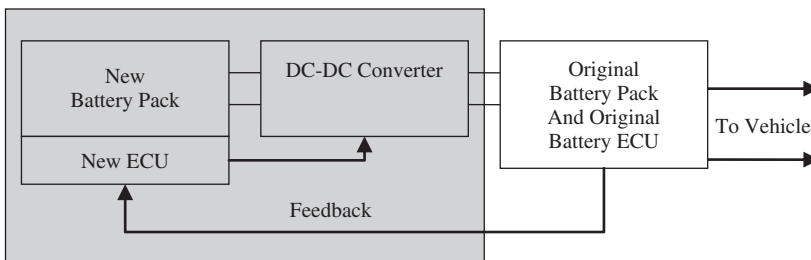 New
Battery Pack
New ECU
DC-DC Converter
Original
Battery Pack
And Original
Battery ECU
To Vehicle
Feedback